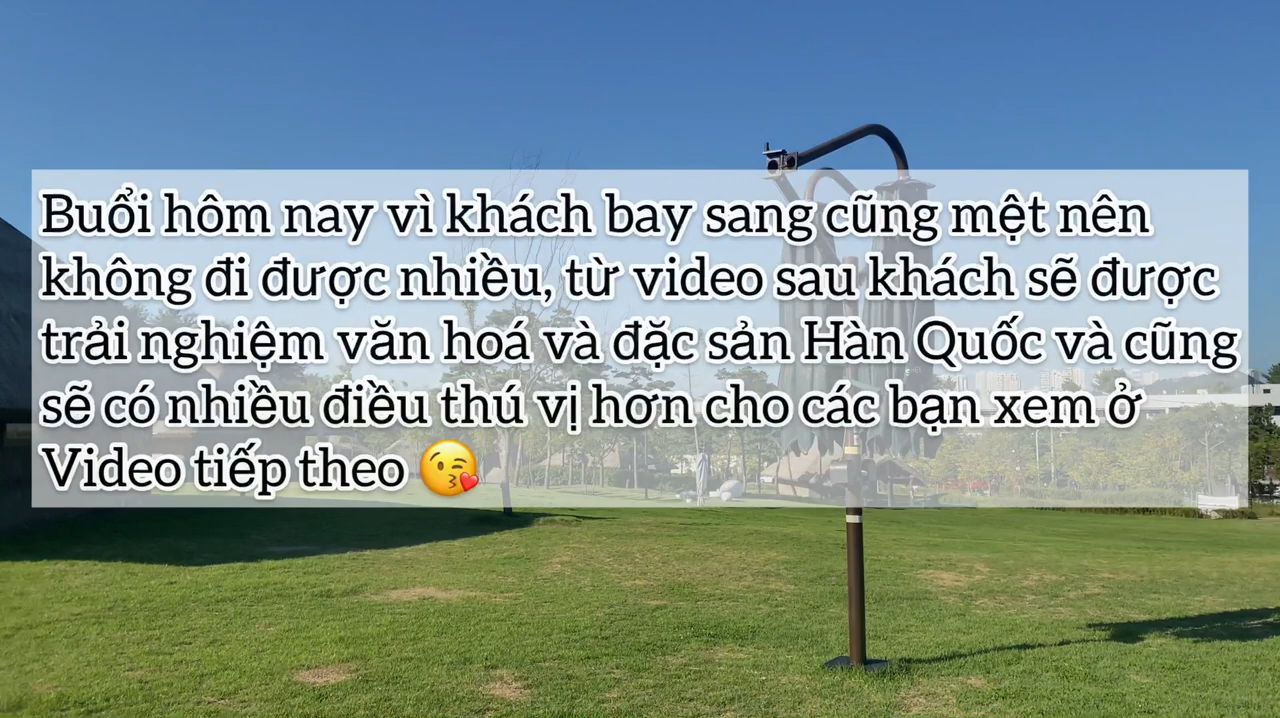 Buổi hôm nay vì khách bay sang cũng mệt nên
không đi được nhiều, từ video sau khách sẽ được
trải nghiệm văn hoá và đặc sản Hàn Quốc và cũng
sẽ có nhiều điều thú vị hơn cho các bạn xem ở
Video tiếp theo 😘